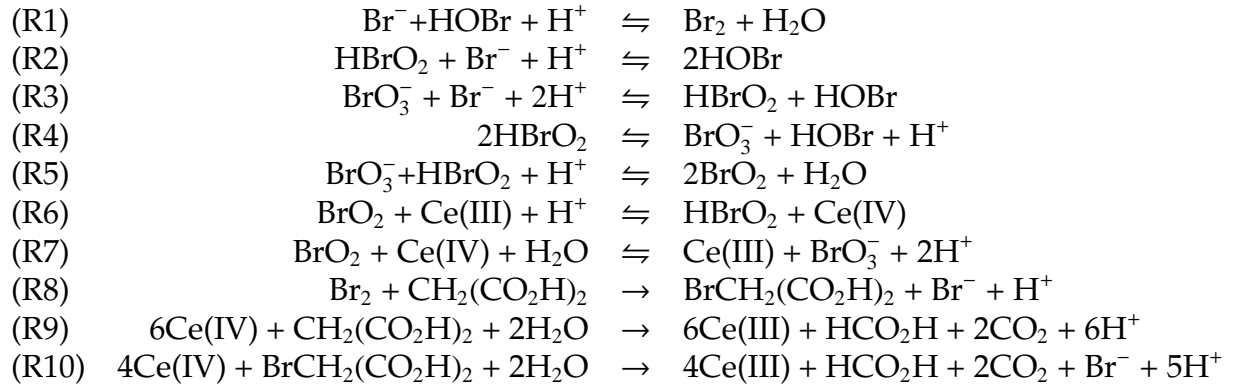 (R1) Br⁻+HOBr + H⁺ ⇋ Br₂ + H₂O
(R2) HBrO₂ + Br⁻ + H⁺ ⇋ 2HOBr
(R3) BrO₃⁻ + Br⁻ + 2H⁺ ⇋ HBrO₂ + HOBr
(R4) 2HBrO₂ ⇋ BrO₃⁻ + HOBr + H⁺
(R5) BrO₃⁻+HBrO₂ + H⁺ ⇋ 2BrO₂ + H₂O
(R6) BrO₂ + Ce(III) + H⁺ ⇋ HBrO₂ + Ce(IV)
(R7) BrO₂ + Ce(IV) + H₂O ⇋ Ce(III) + BrO₃⁻ + 2H⁺
(R8) Br₂ + CH₂(CO₂H)₂ → BrCH₂(CO₂H)₂ + Br⁻ + H⁺
(R9) 6Ce(IV) + CH₂(CO₂H)₂ + 2H₂O → 6Ce(III) + HCO₂H + 2CO₂ + 6H⁺
(R10) 4Ce(IV) + BrCH₂(CO₂H)₂ + 2H₂O → 4Ce(III) + HCO₂H + 2CO₂ + Br⁻ + 5H⁺